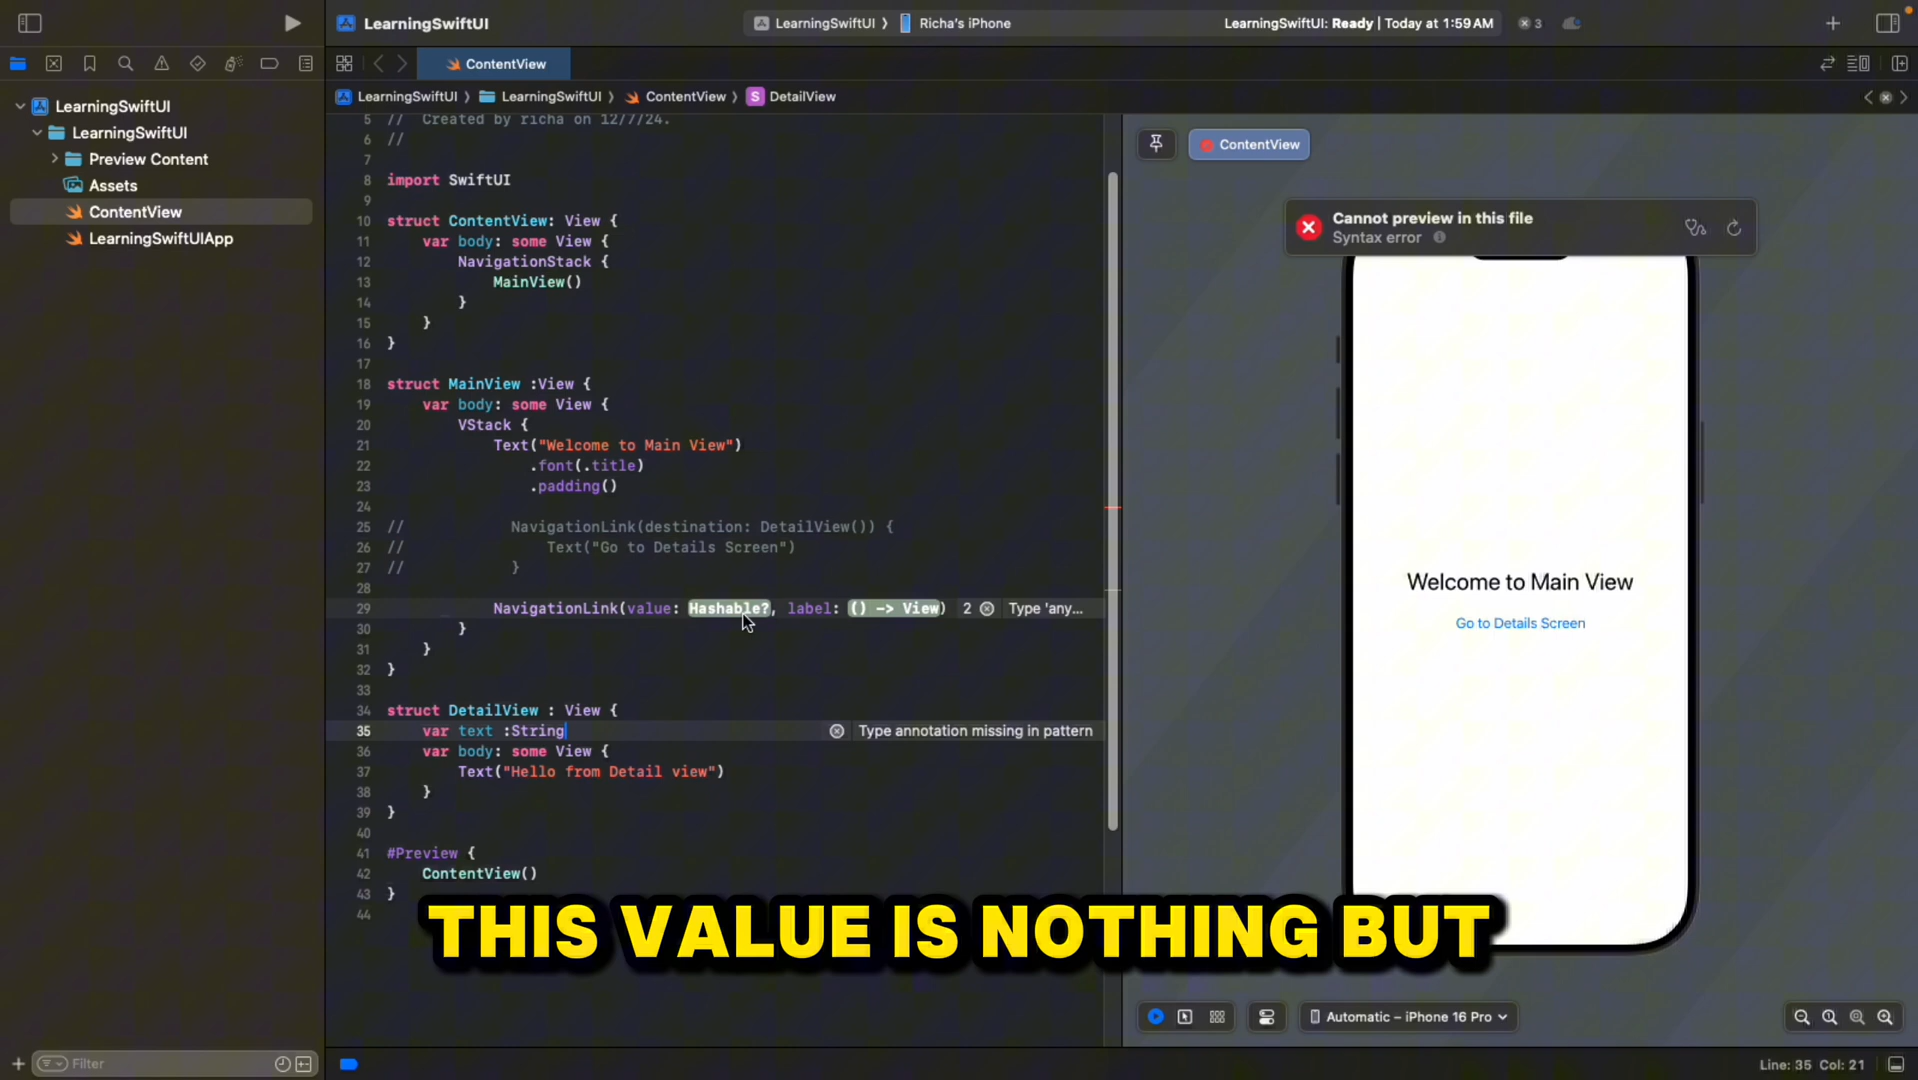 LearningSwiftUI
LearningSwiftUI 〉 Richa's iPhone
LearningSwiftUI: Ready | Today at 1:59 AM
3
ContentView
LearningSwiftUI 〉 LearningSwiftUI 〉 ContentView 〉 S DetailView
LearningSwiftUI
LearningSwiftUI
Preview Content
Assets
ContentView
LearningSwiftUIApp
5 //  Created by richa on 12/7/24.
6 //
7
8 import SwiftUI
9
10 struct ContentView: View {
11     var body: some View {
12         NavigationStack {
13             MainView()
14         }
15     }
16 }
17
18 struct MainView :View {
19     var body: some View {
20         VStack {
21             Text("Welcome to Main View")
22                 .font(.title)
23                 .padding()
24
25 //            NavigationLink(destination: DetailView()) {
26 //                Text("Go to Details Screen")
27 //            }
28
29             NavigationLink(value: Hashable?, label: () -> View) 2 Type 'any...
30         }
31     }
32 }
33
34 struct DetailView : View {
35     var text :String Type annotation missing in pattern
36     var body: some View {
37         Text("Hello from Detail view")
38     }
39 }
40
41 #Preview {
42     ContentView()
43 }
44
ContentView
Cannot preview in this file
Syntax error
Welcome to Main View
Go to Details Screen
THIS VALUE IS NOTHING BUT
Automatic – iPhone 16 Pro
Filter
Line: 35 Col: 21